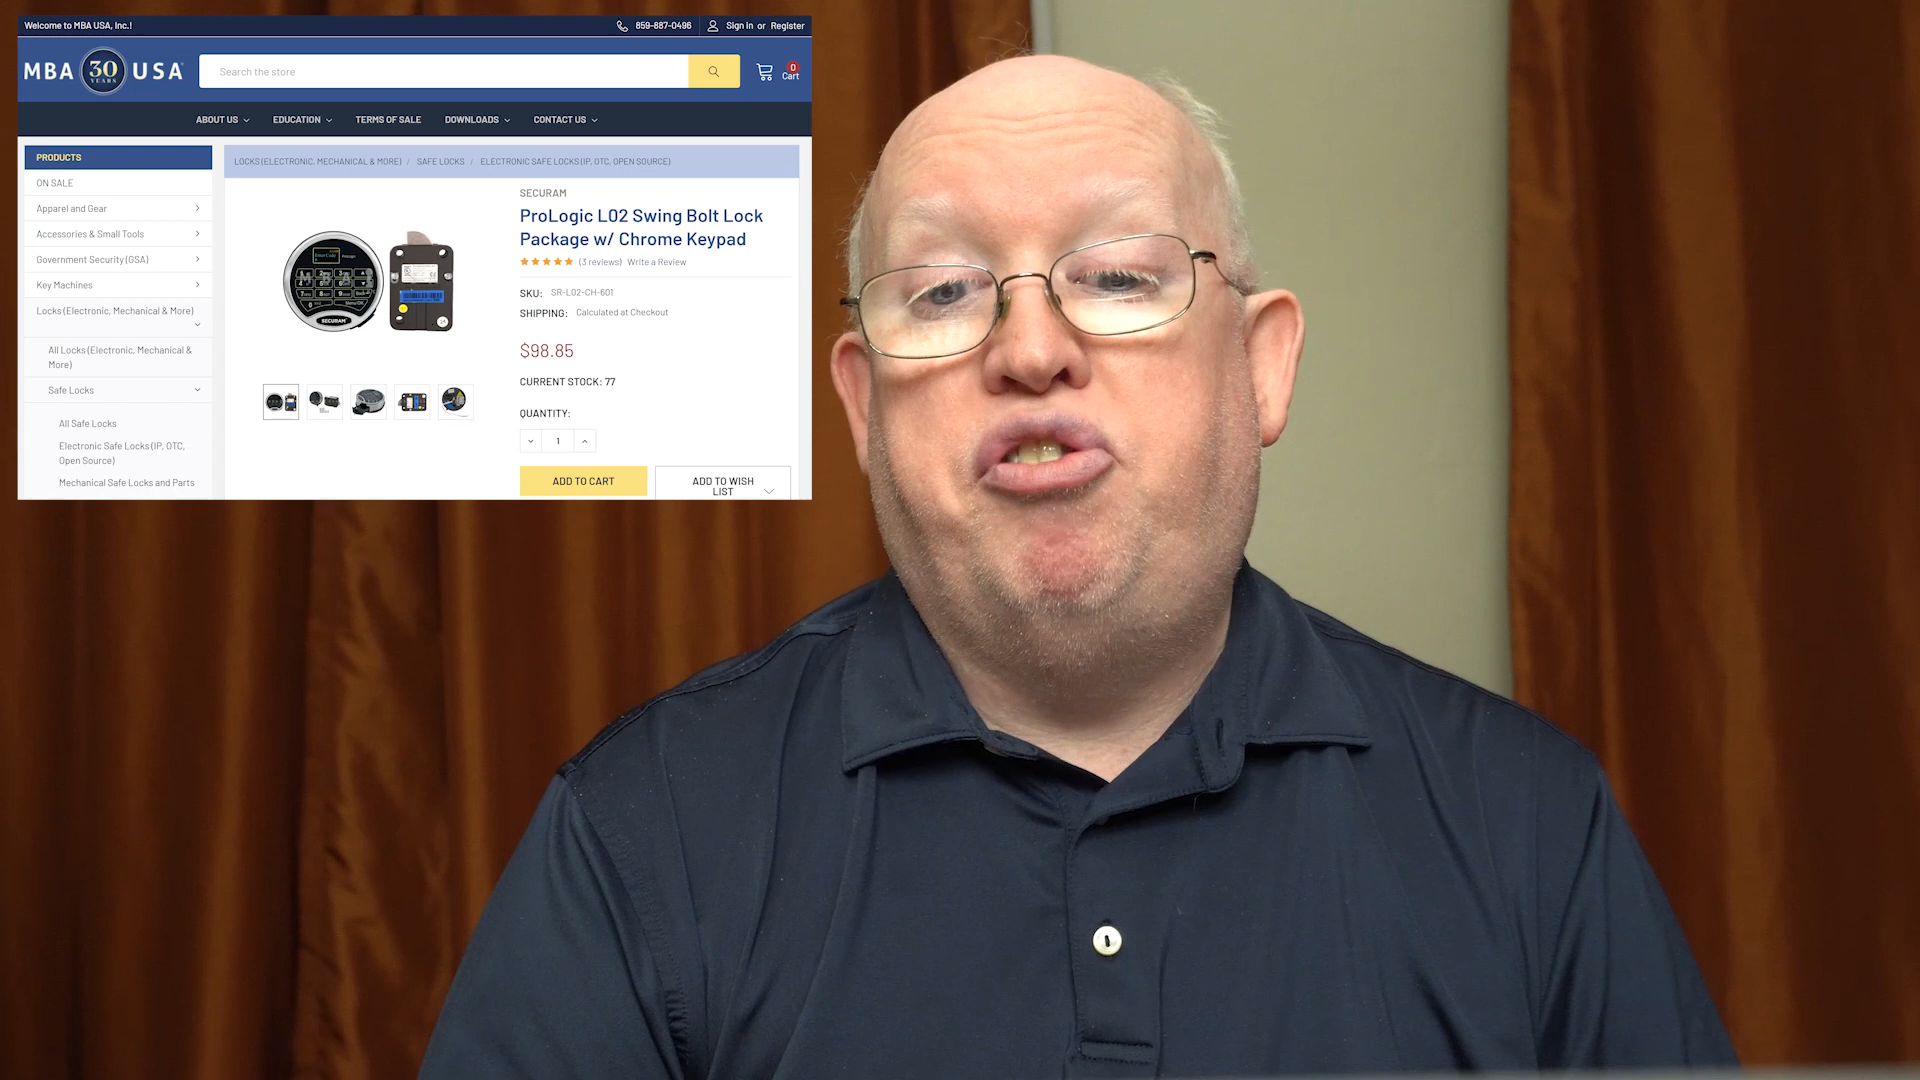 Welcome to MBA USA, Inc.!
859-887-0496
Sign in or Register
MBA 30 YEARS USA
Search the store
0
Cart
ABOUT US
EDUCATION
TERMS OF SALE
DOWNLOADS
CONTACT US
PRODUCTS
ON SALE
Apparel and Gear
Accessories & Small Tools
Government Security (GSA)
Key Machines
Locks (Electronic, Mechanical & More)
All Locks (Electronic, Mechanical &
More)
Safe Locks
All Safe Locks
Electronic Safe Locks (IP, OTC,
Open Source)
Mechanical Safe Locks and Parts
LOCKS (ELECTRONIC, MECHANICAL & MORE) / SAFE LOCKS / ELECTRONIC SAFE LOCKS (IP, OTC, OPEN SOURCE)
SECURAM
SECURAM
ProLogic L02 Swing Bolt Lock
Package w/ Chrome Keypad
(3 reviews) Write a Review
SKU: SR-L02-CH-601
SHIPPING: Calculated at Checkout
$98.85
CURRENT STOCK: 77
QUANTITY:
1
ADD TO CART
ADD TO WISH
LIST